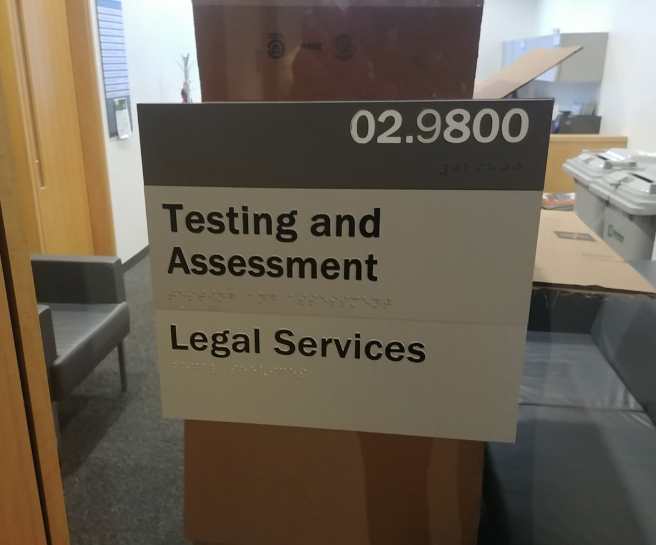 02.9800
Testing and
Assessment
Legal Services